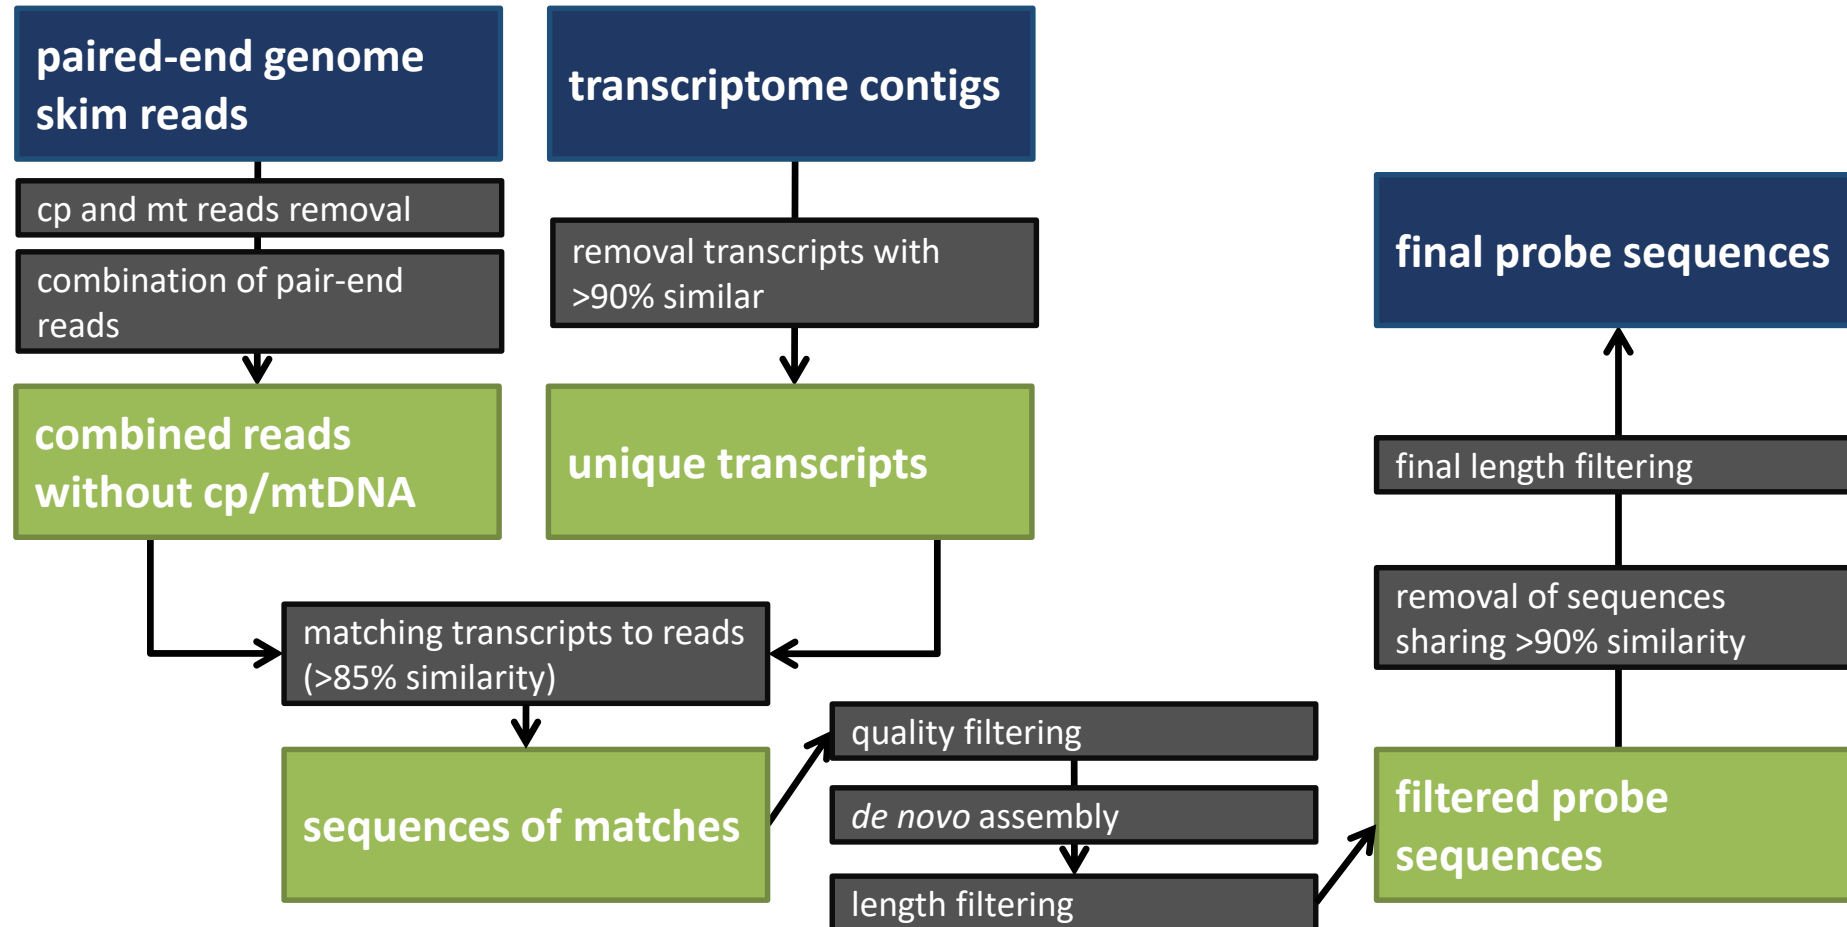 paired-end genome
skim reads
transcriptome contigs
cp and mt reads removal
combination of pair-end
reads
removal transcripts with
>90% similar
combined reads
without cp/mtDNA
unique transcripts
matching transcripts to reads
(>85% similarity)
sequences of matches
quality filtering
de novo assembly
length filtering
filtered probe
sequences
removal of sequences
sharing >90% similarity
final length filtering
final probe sequences